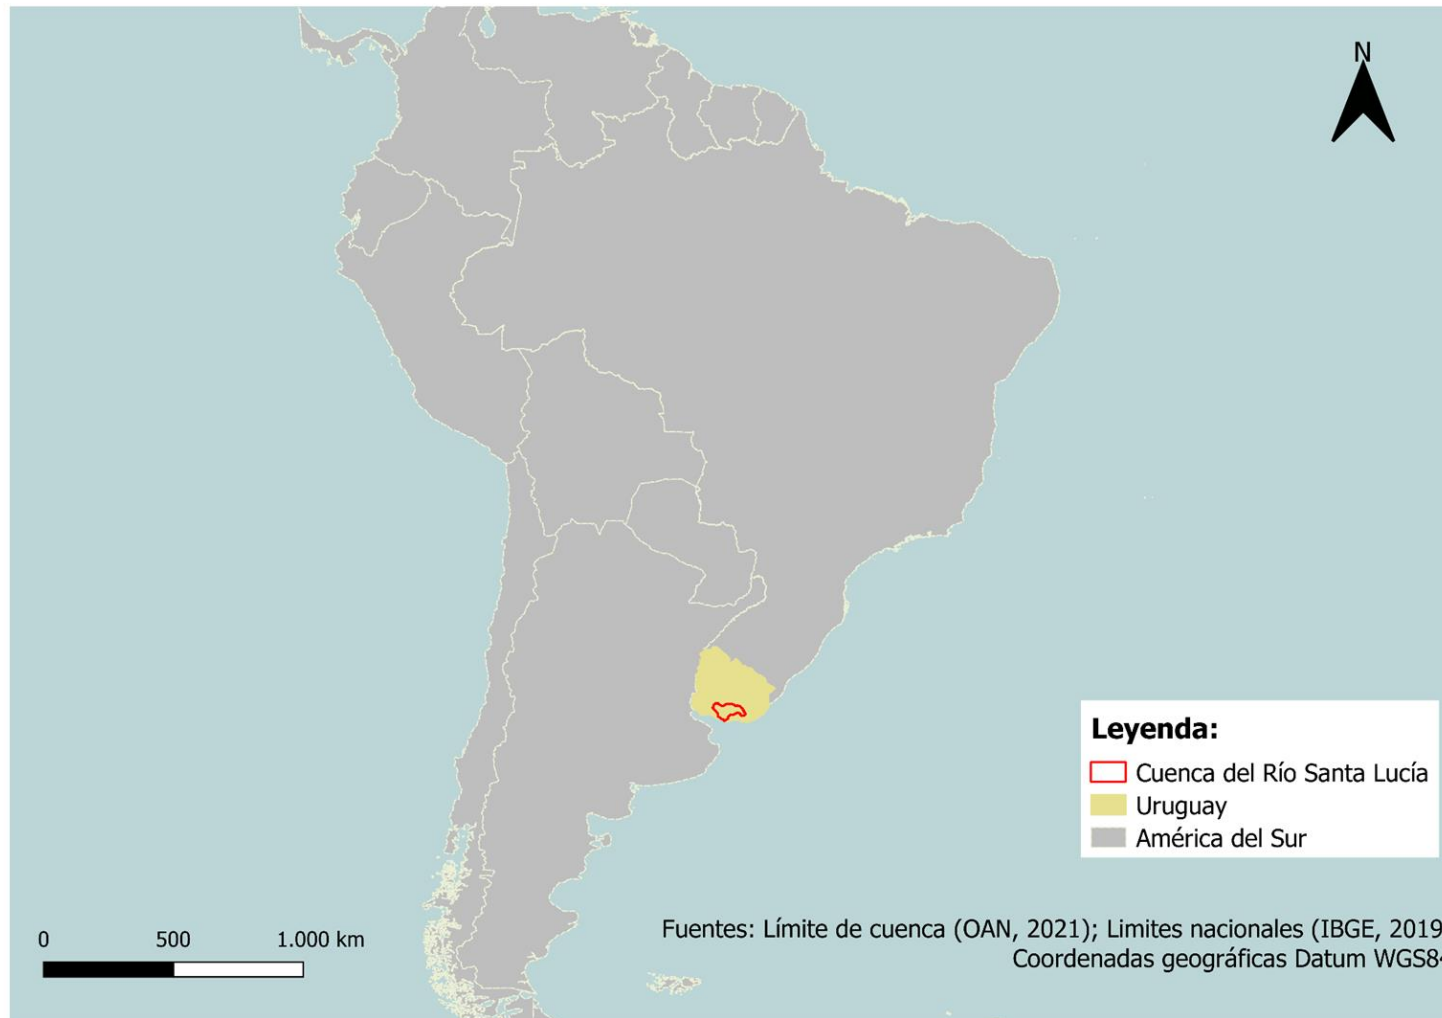 N
Leyenda:
Cuenca del Río Santa Lucía
Uruguay
América del Sur
0 500 1.000 km
Fuentes: Límite de cuenca (OAN, 2021); Limites nacionales (IBGE, 2019
Coordenadas geográficas Datum WGS84